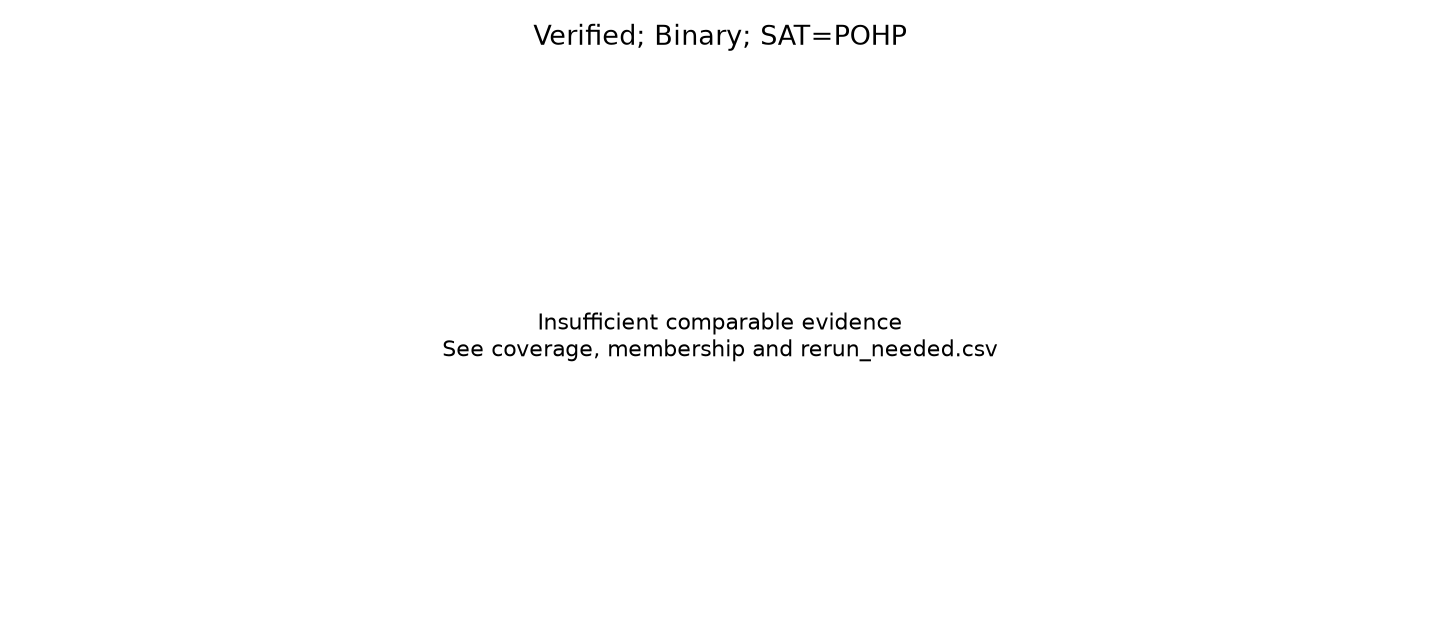 Verified; Binary; SAT=POHP
Insufficient comparable evidence
See coverage, membership and rerun_needed.csv